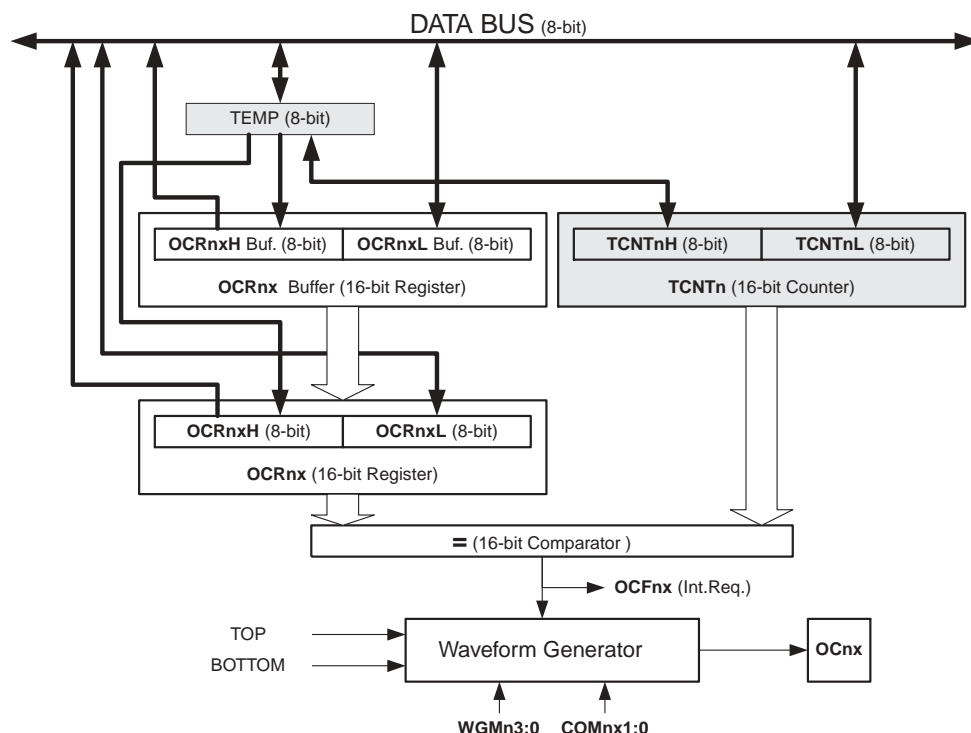 DATA BUS (8-bit)
TEMP (8-bit)
OCRnxH Buf. (8-bit) OCRnxL Buf. (8-bit)
OCRnx Buffer (16-bit Register)
TCNTnH (8-bit) TCNTnL (8-bit)
TCNTn (16-bit Counter)
OCRnxH (8-bit) OCRnxL (8-bit)
OCRnx (16-bit Register)
= (16-bit Comparator )
OCFnx (Int.Req.)
TOP
BOTTOM
Waveform Generator
OCnx
WGMn3:0 COMnx1:0